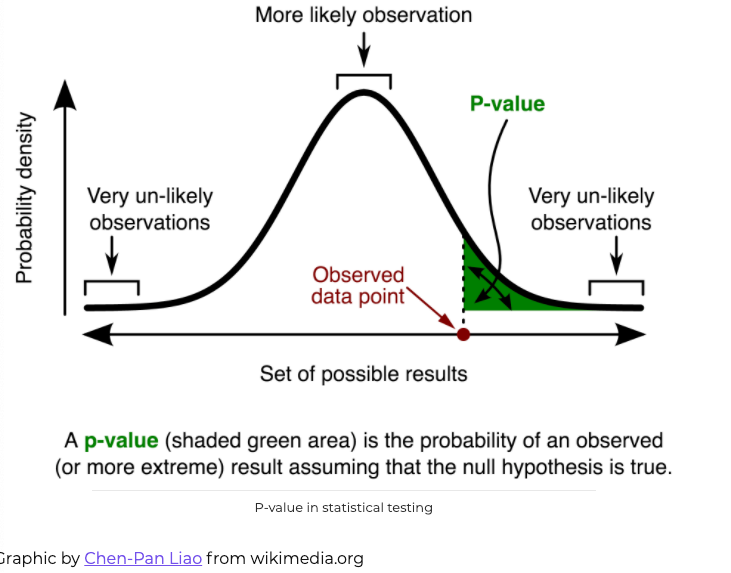 More likely observation
P-value
Probability density
Very un-likely
observations
Very un-likely
observations
Observed
data point
Set of possible results
A p-value (shaded green area) is the probability of an observed
(or more extreme) result assuming that the null hypothesis is true.
P-value in statistical testing
Graphic by Chen-Pan Liao from wikimedia.org